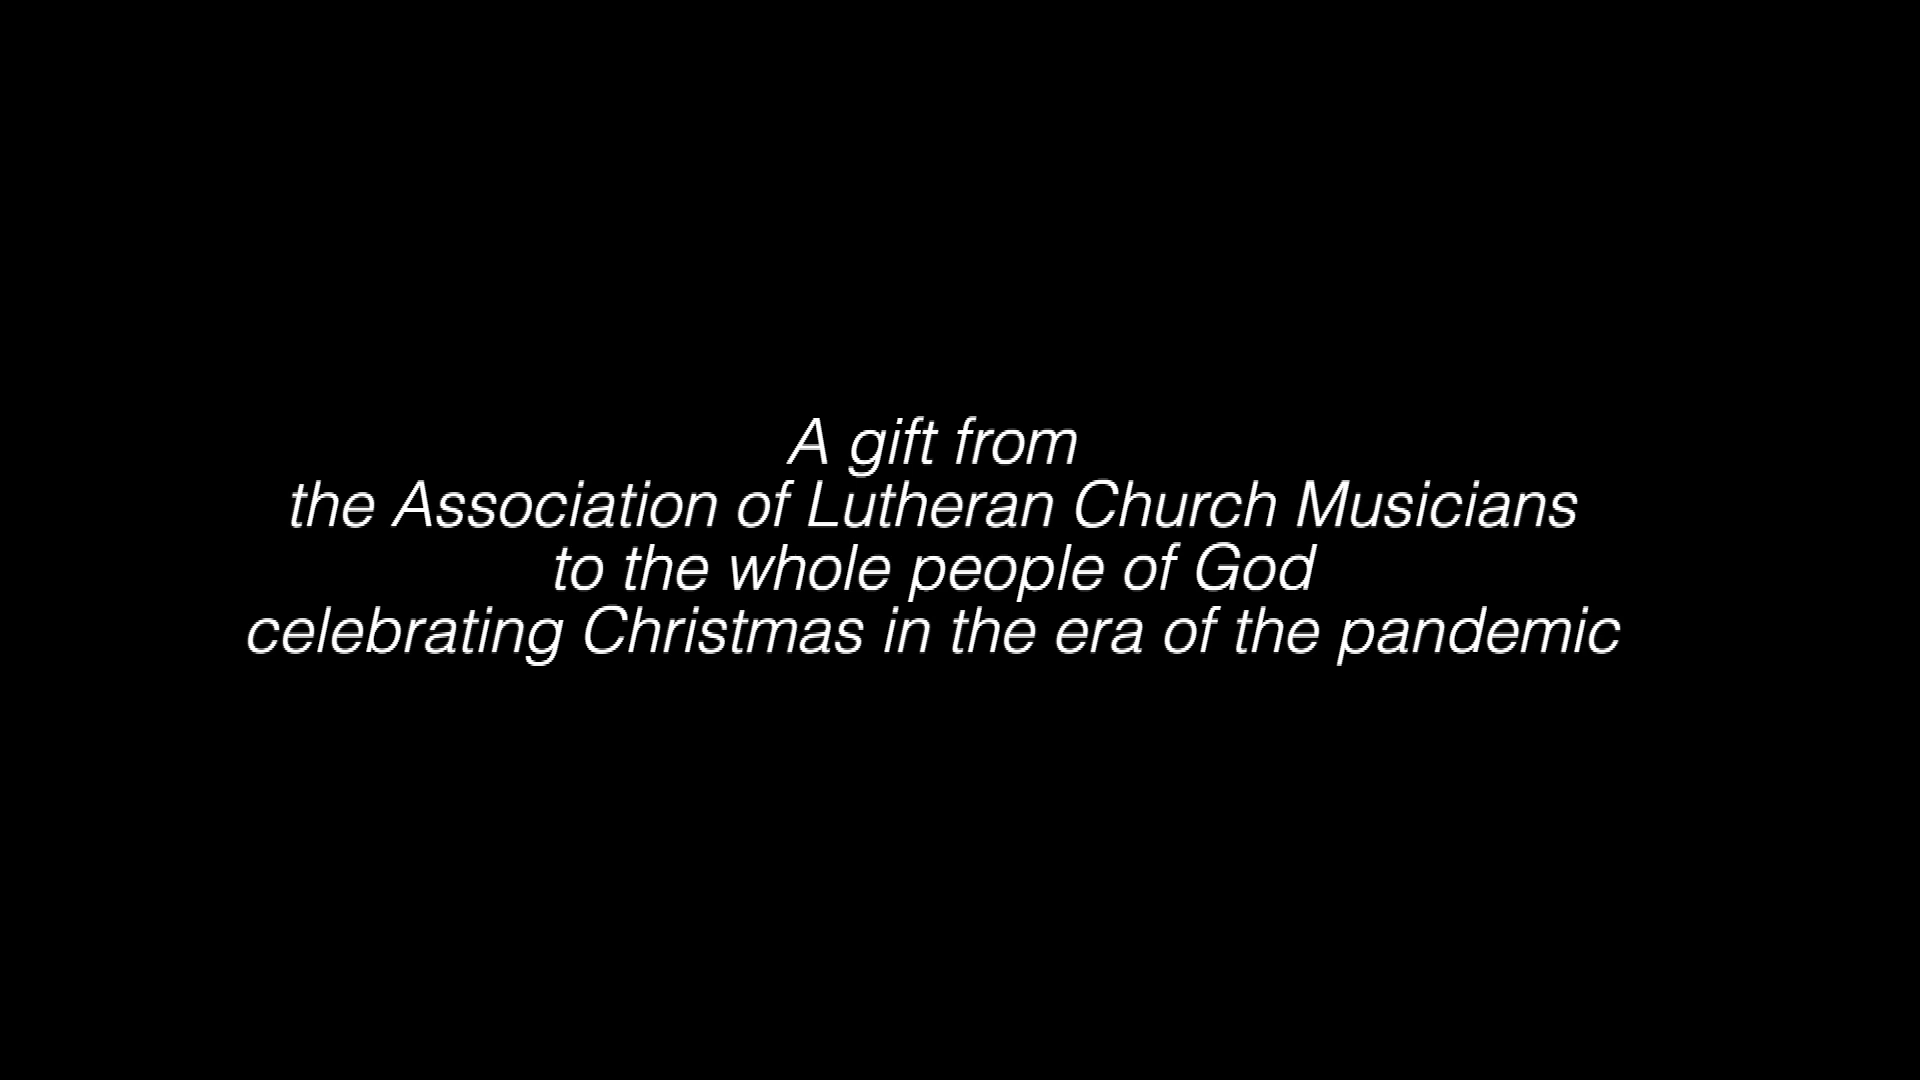 A gift from
the Association of Lutheran Church Musicians
to the whole people of God
celebrating Christmas in the era of the pandemic